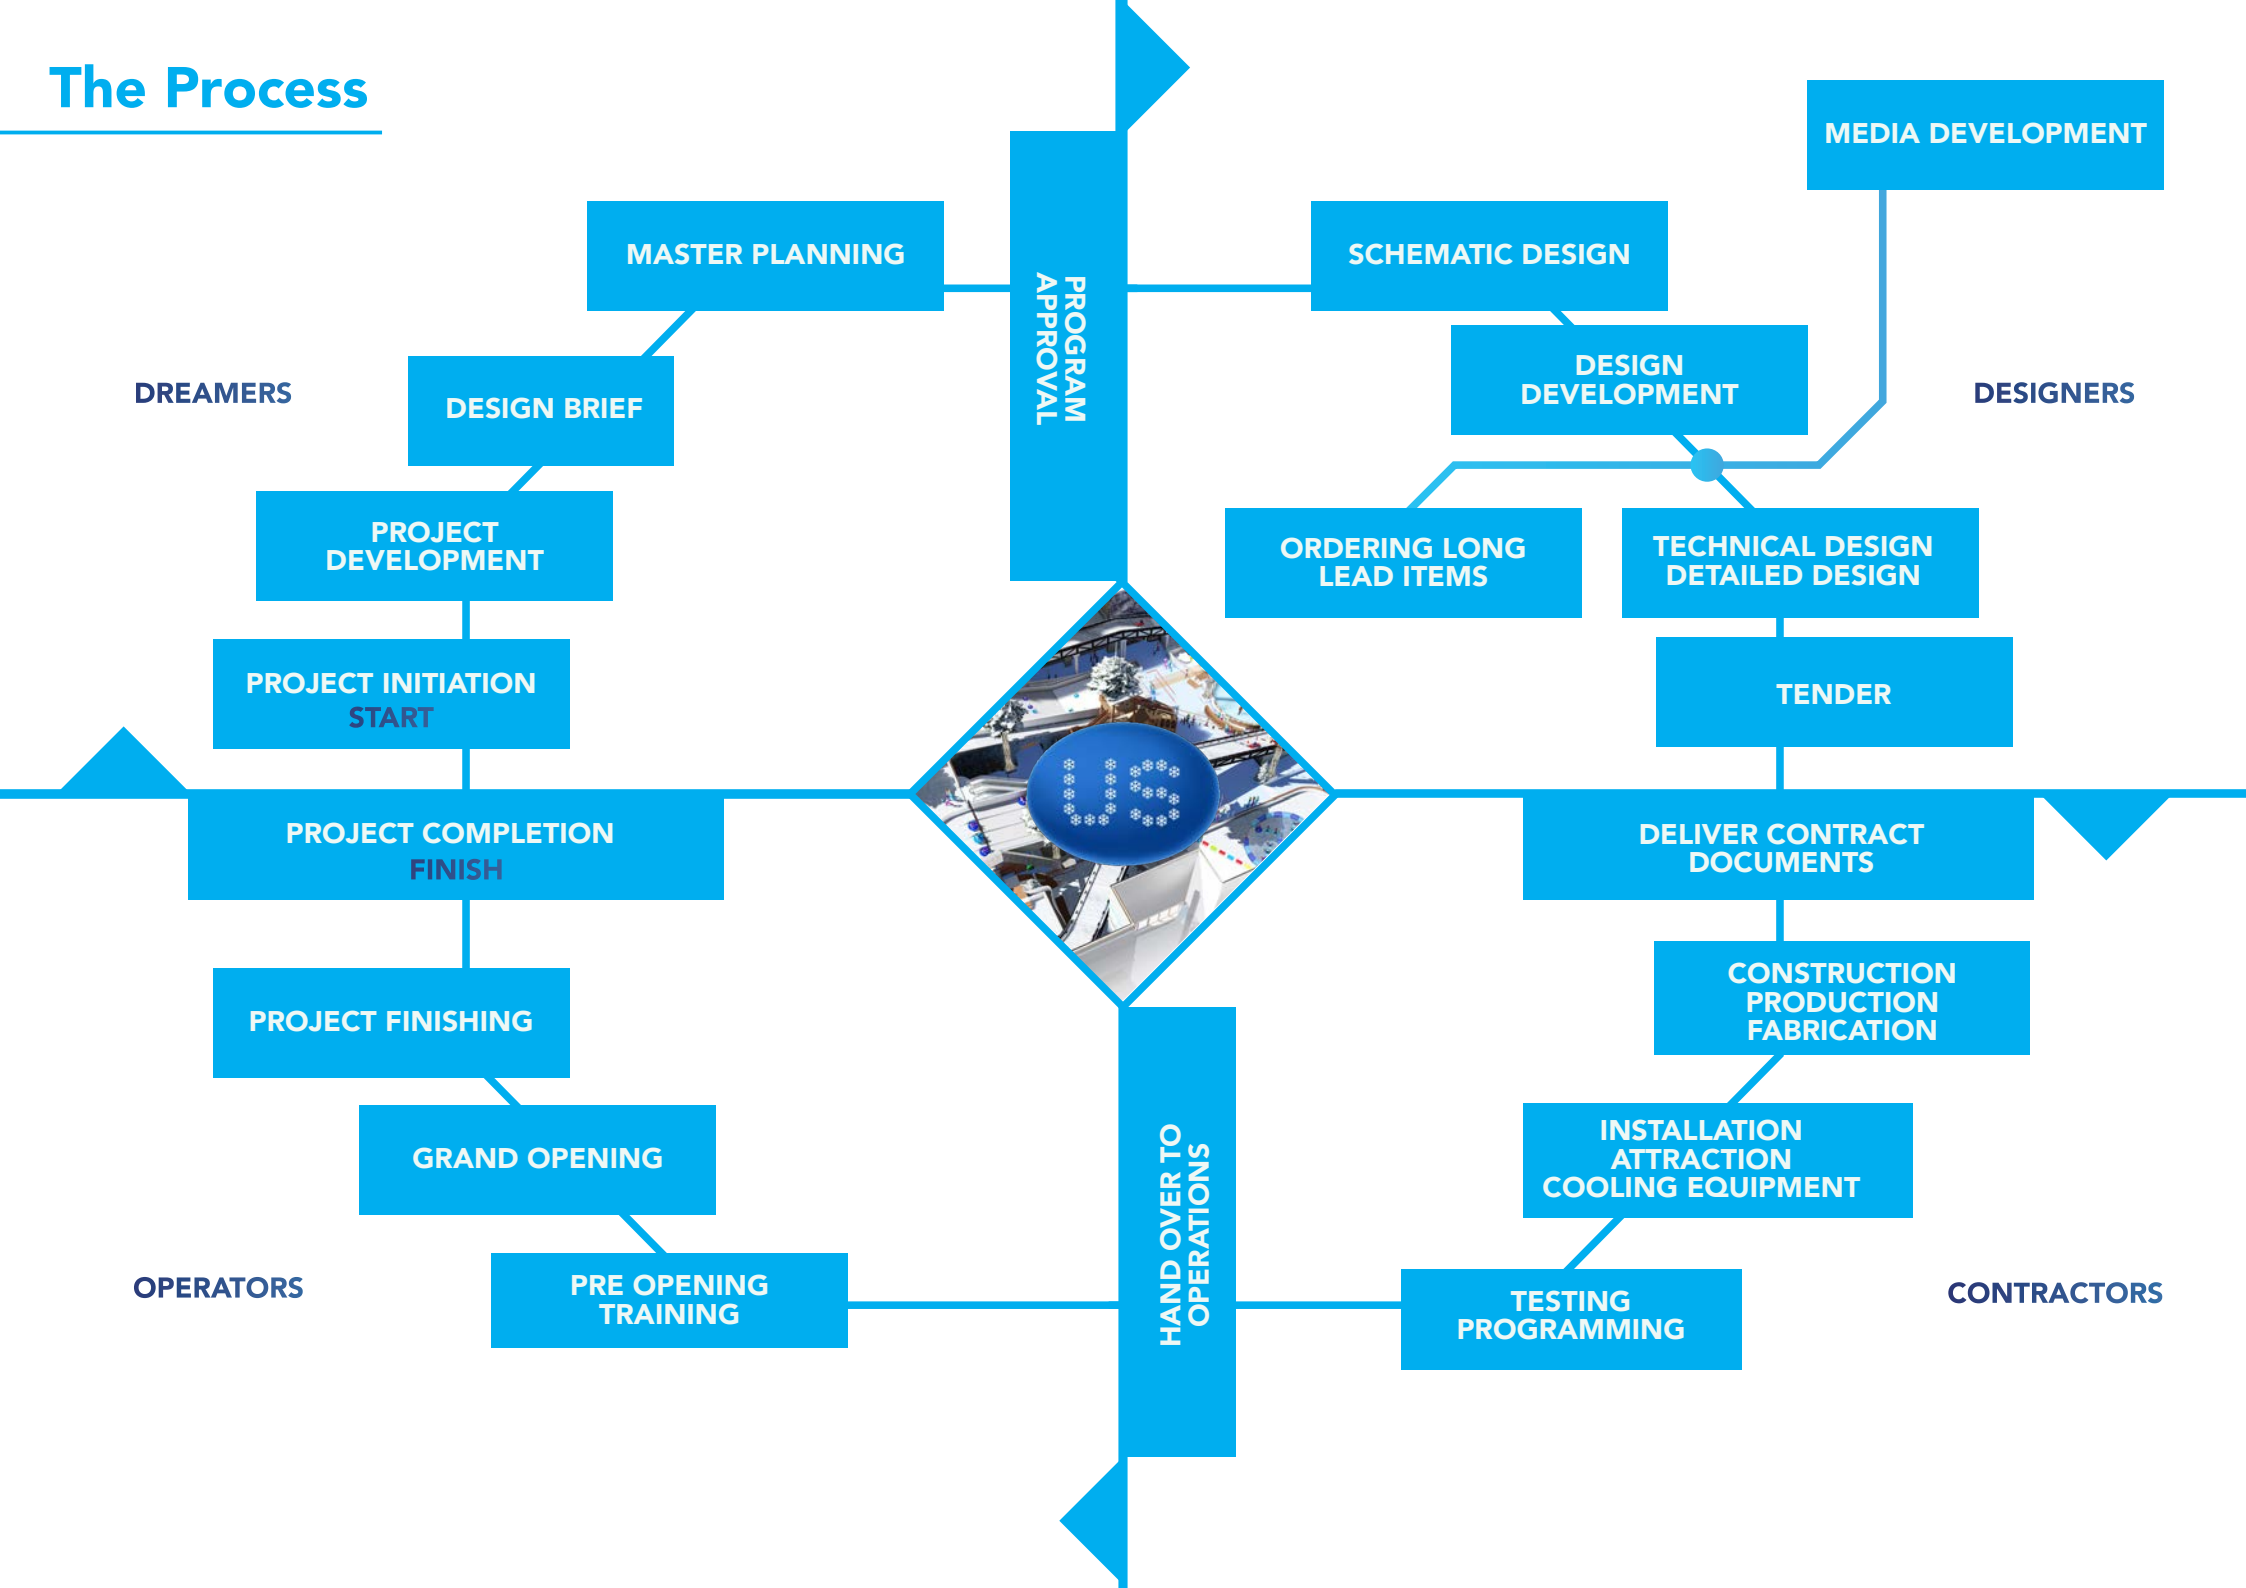 The Process
MEDIA DEVELOPMENT
MASTER PLANNING
SCHEMATIC DESIGN
PROGRAM
APPROVAL
DESIGN
DEVELOPMENT
DREAMERS
DESIGN BRIEF
DESIGNERS
PROJECT
DEVELOPMENT
ORDERING LONG
LEAD ITEMS
TECHNICAL DESIGN
DETAILED DESIGN
PROJECT INITIATION
START
TENDER
US
PROJECT COMPLETION
FINISH
DELIVER CONTRACT
DOCUMENTS
CONSTRUCTION
PRODUCTION
FABRICATION
PROJECT FINISHING
GRAND OPENING
INSTALLATION
ATTRACTION
COOLING EQUIPMENT
HAND OVER TO
OPERATIONS
OPERATORS
PRE OPENING
TRAINING
CONTRACTORS
TESTING
PROGRAMMING